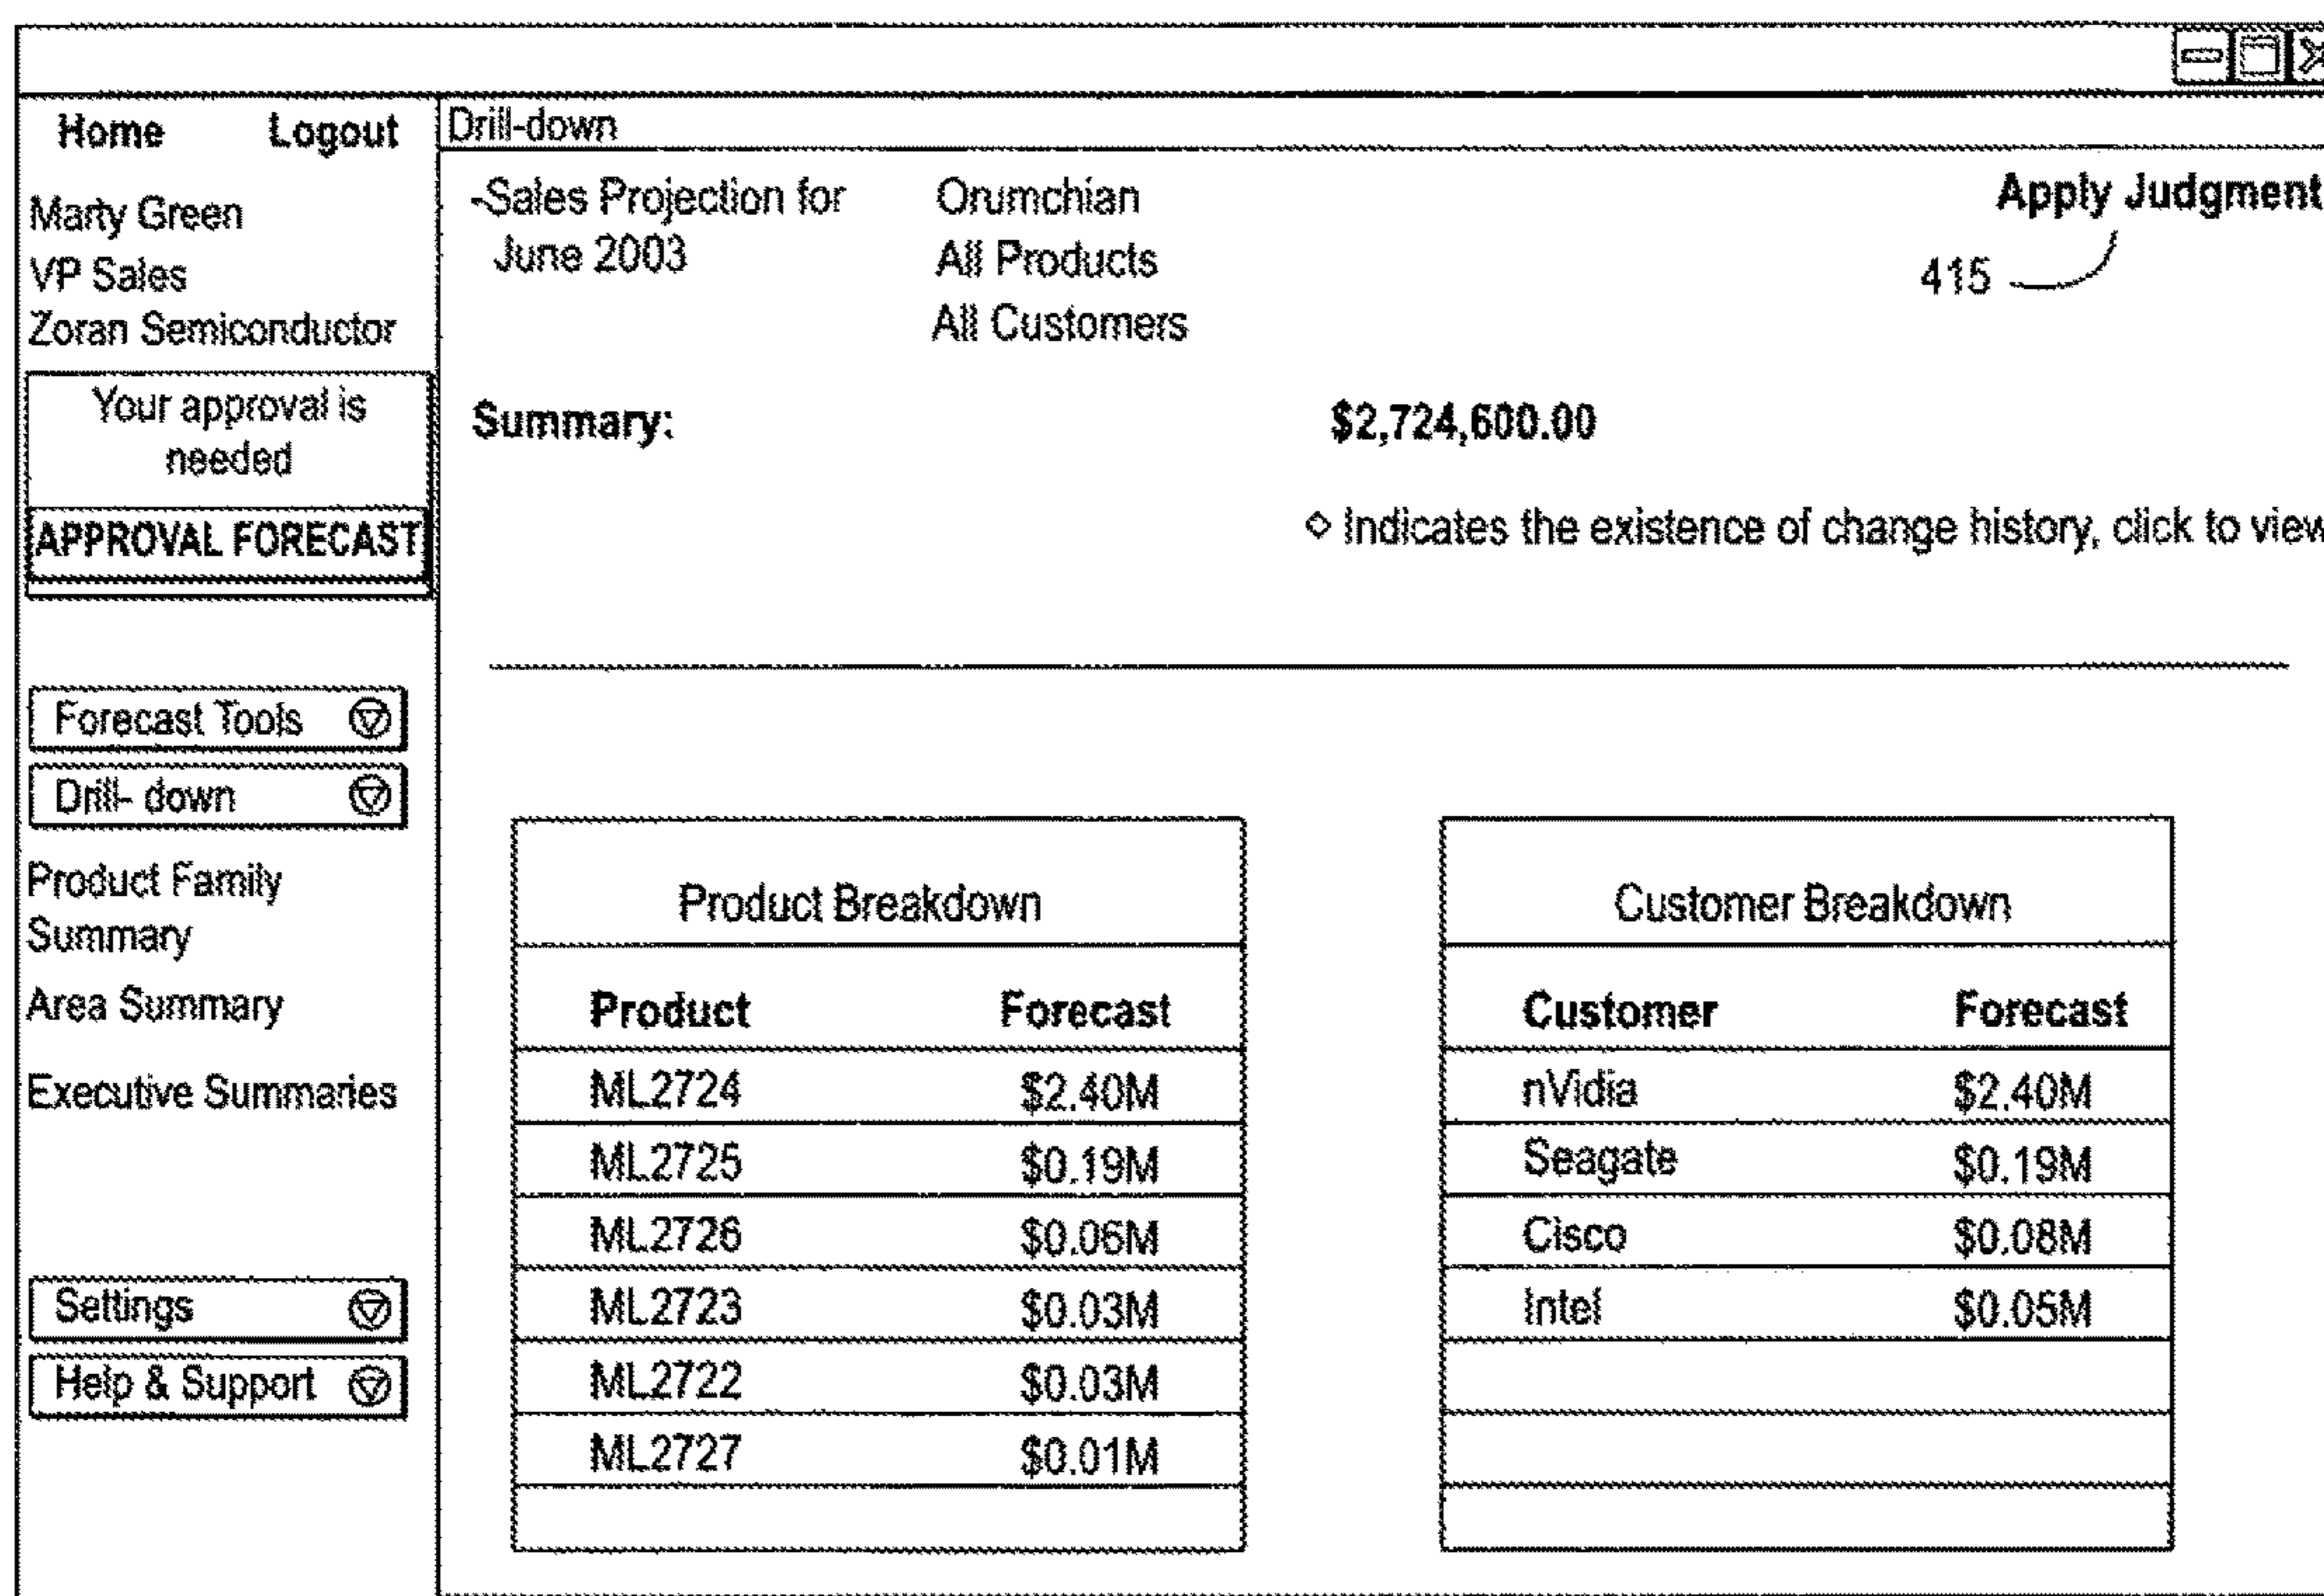 Home Logout
Marty Green
VP Sales
Zoran Semiconductor
Your approval is
needed
APPROVAL FORECAST
Forecast Tools
Drill- down
Product Family
Summary
Area Summary
Executive Summaries
Settings
Help & Support
Drill-down
-Sales Projection for
June 2003
Orumchian
All Products
All Customers
Apply Judgment
415
Summary: $2,724,600.00
◇ Indicates the existence of change history, click to view
Product Breakdown
Product Forecast
ML2724 $2.40M
ML2725 $0.19M
ML2726 $0.06M
ML2723 $0.03M
ML2722 $0.03M
ML2727 $0.01M
Customer Breakdown
Customer Forecast
nVidia $2.40M
Seagate $0.19M
Cisco $0.08M
Intel $0.05M